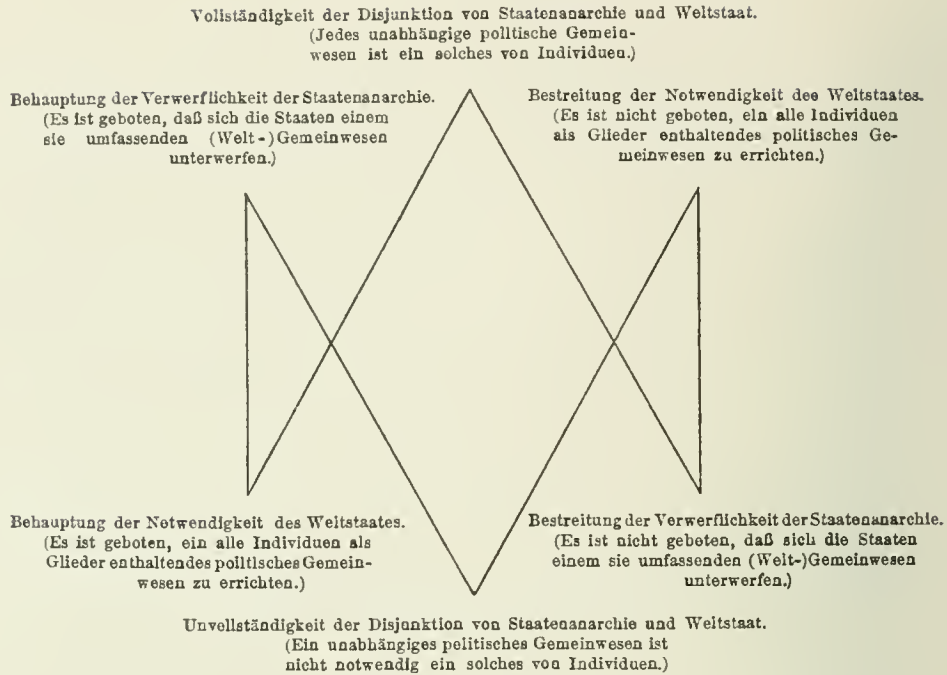 Vollständigkeit der Disjunktion von Staatenanarchie und Weltstaat.
(Jedes unabhängige politische Gemein-
wesen ist ein solches von Individuen.)
Behauptung der Verwerflichkeit der Staatenanarchie.
(Es ist geboten, daß sich die Staaten einem
sie umfassenden (Welt-)Gemeinwesen
unterwerfen.)
Bestreitung der Notwendigkeit des Weltstaates.
(Es ist nicht geboten, ein alle Individuen
als Glieder enthaltendes politisches Ge-
meinwesen zu errichten.)
Behauptung der Notwendigkeit des Weltstaates.
(Es ist geboten, ein alle Individuen als
Glieder enthaltendes politisches Gemein-
wesen zu errichten.)
Bestreitung der Verwerflichkeit der Staatenanarchie.
(Es ist nicht geboten, daß sich die Staaten
einem sie umfassenden (Welt-)Gemeinwesen
unterwerfen.)
Unvollständigkeit der Disjunktion von Staatenanarchie und Weltstaat.
(Ein unabhängiges politisches Gemeinwesen ist
nicht notwendig ein solches von Individuen.)